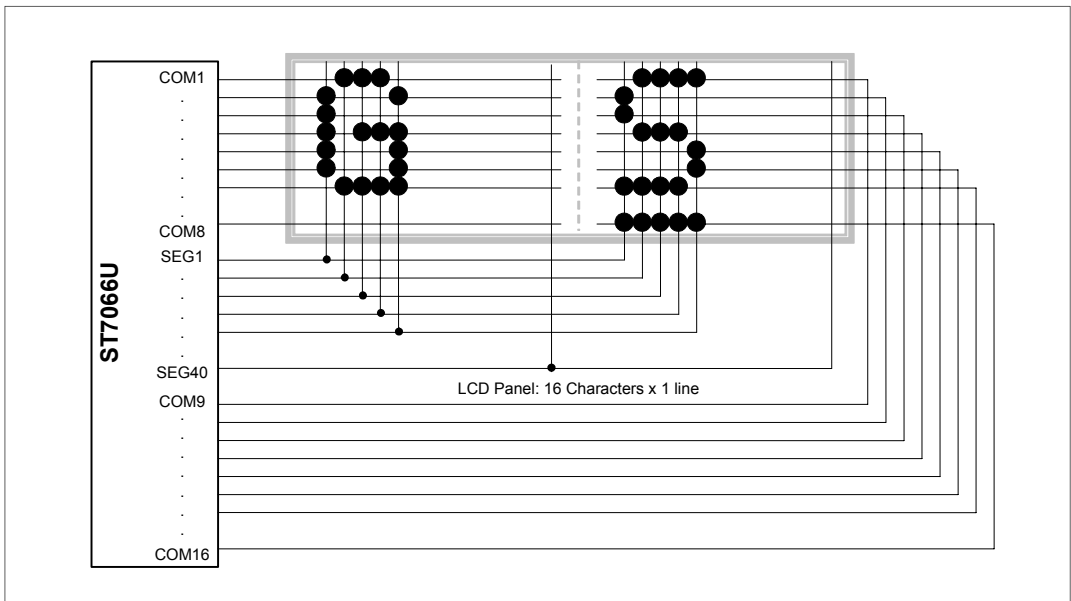 COM1
.
.
.
.
.
.
.
COM8
SEG1
.
.
.
.
.
SEG40
COM9
.
.
.
.
.
.
.
COM16
ST7066U
LCD Panel: 16 Characters x 1 line